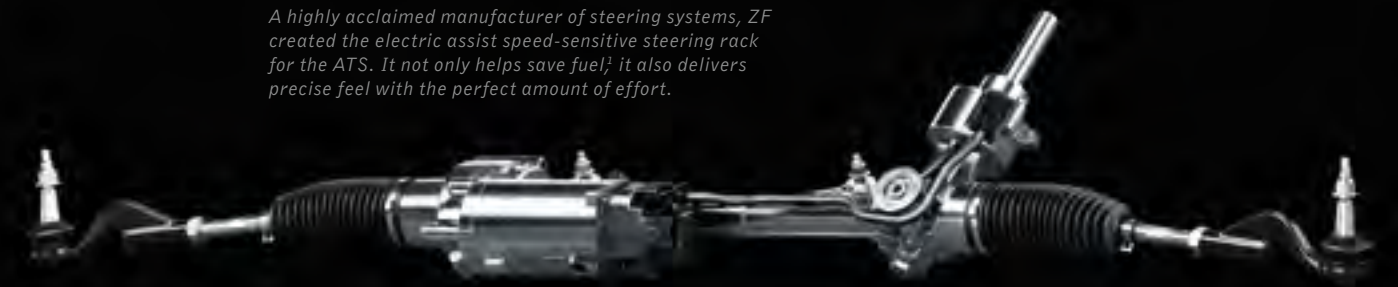 A highly acclaimed manufacturer of steering systems, ZF
created the electric assist speed-sensitive steering rack
for the ATS. It not only helps save fuel,¹ it also delivers
precise feel with the perfect amount of effort.